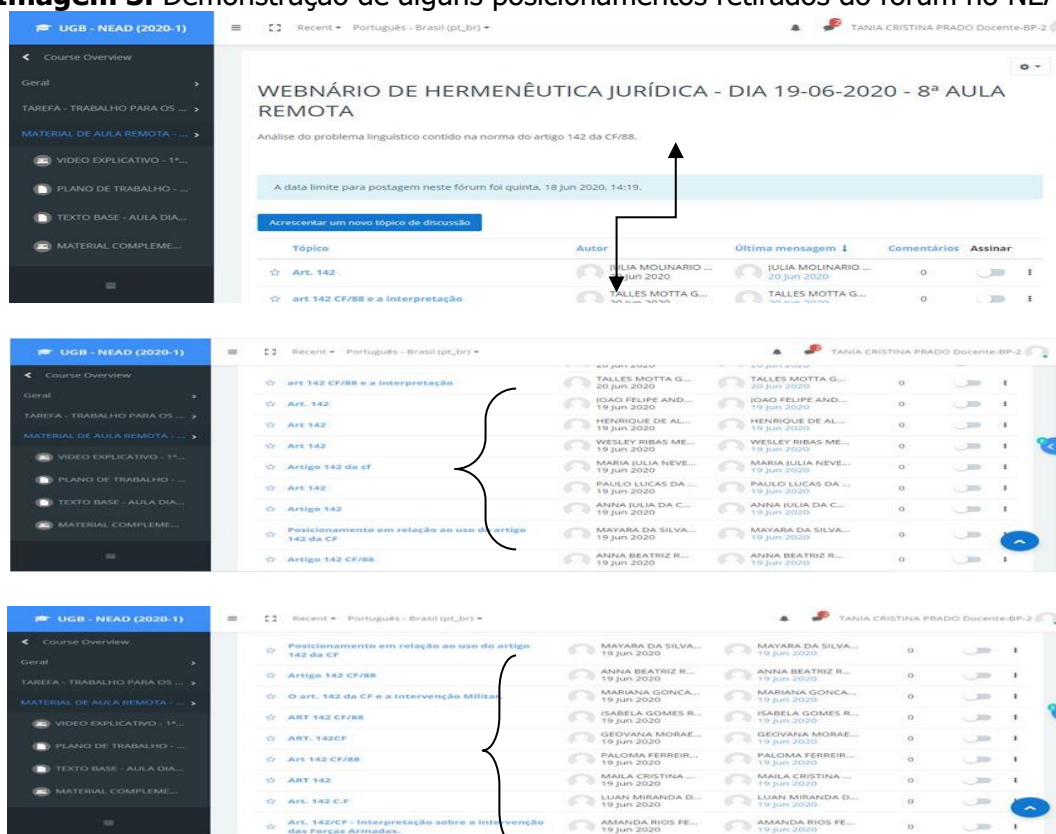 Imagem 3: Demonstração de alguns posicionamentos retirados do fórum no NEA
UGB - NEAD (2020-1)
Recent Português - Brasil (pt_br)
TANIA CRISTINA PRADO Docente-BP-2
Course Overview
Geral
TAREFA - TRABALHO PARA OS ...
MATERIAL DE AULA REMOTA - ...
VIDEO EXPLICATIVO - 1ª...
PLANO DE TRABALHO - ...
TEXTO BASE - AULA DIA...
MATERIAL COMPLEME...
WEBNÁRIO DE HERMENÊUTICA JURÍDICA - DIA 19-06-2020 - 8ª AULA
REMOTA
Análise do problema linguístico contido na norma do artigo 142 da CF/88.
A data limite para postagem neste fórum foi quinta, 18 Jun 2020, 14:19.
Acrescentar um novo tópico de discussão
Tópico Autor Última mensagem Comentários Assinar
Art. 142 JULIA MOLINARIO ... JULIA MOLINARIO ... 0
20 Jun 2020 20 Jun 2020
art 142 CF/88 e a interpretação TALLES MOTTA G... TALLES MOTTA G... 0
20 Jun 2020 20 Jun 2020
UGB - NEAD (2020-1)
Recent Português - Brasil (pt_br)
TANIA CRISTINA PRADO Docente-BP-2
Course Overview
Geral
TAREFA - TRABALHO PARA OS ...
MATERIAL DE AULA REMOTA - ...
VIDEO EXPLICATIVO - 1ª...
PLANO DE TRABALHO - ...
TEXTO BASE - AULA DIA...
MATERIAL COMPLEME...
20 Jun 2020 20 Jun 2020
art 142 CF/88 e a interpretação TALLES MOTTA G... TALLES MOTTA G... 0
20 Jun 2020 20 Jun 2020
Art. 142 JOAO FELIPE AND... JOAO FELIPE AND... 0
19 Jun 2020 19 Jun 2020
Art 142 HENRIQUE DE AL... HENRIQUE DE AL... 0
19 Jun 2020 19 Jun 2020
Art 142 WESLEY RIBAS ME... WESLEY RIBAS ME... 0
19 Jun 2020 19 Jun 2020
Artigo 142 da cf MARIA JULIA NEVE... MARIA JULIA NEVE... 0
19 Jun 2020 19 Jun 2020
Art 142 PAULO LUCAS DA ... PAULO LUCAS DA ... 0
19 Jun 2020 19 Jun 2020
Artigo 142 ANNA JULIA DA C... ANNA JULIA DA C... 0
19 Jun 2020 19 Jun 2020
Posicionamento em relação ao uso do artigo MAYARA DA SILVA... MAYARA DA SILVA... 0
142 da CF 19 Jun 2020 19 Jun 2020
Artigo 142 CF/88 ANNA BEATRIZ R... ANNA BEATRIZ R... 0
19 Jun 2020 19 Jun 2020
UGB - NEAD (2020-1)
Recent Português - Brasil (pt_br)
TANIA CRISTINA PRADO Docente-BP-2
Course Overview
Geral
TAREFA - TRABALHO PARA OS ...
MATERIAL DE AULA REMOTA - ...
VIDEO EXPLICATIVO - 1ª...
PLANO DE TRABALHO - ...
TEXTO BASE - AULA DIA...
MATERIAL COMPLEME...
Posicionamento em relação ao uso do artigo MAYARA DA SILVA... MAYARA DA SILVA... 0
142 da CF 19 Jun 2020 19 Jun 2020
Artigo 142 CF/88 ANNA BEATRIZ R... ANNA BEATRIZ R... 0
19 Jun 2020 19 Jun 2020
O art. 142 da CF e a Intervenção Militar. MARIANA GONCA... MARIANA GONCA... 0
19 Jun 2020 19 Jun 2020
ART 142 CF/88 ISABELA GOMES R... ISABELA GOMES R... 0
19 Jun 2020 19 Jun 2020
ART. 142CF GEOVANA MORAE... GEOVANA MORAE... 0
19 Jun 2020 19 Jun 2020
Art 142 CF/88 PALOMA FERREIR... PALOMA FERREIR... 0
19 Jun 2020 19 Jun 2020
ART 142 MAILA CRISTINA ... MAILA CRISTINA ... 0
19 Jun 2020 19 Jun 2020
Art. 142 C.F LUAN MIRANDA D... LUAN MIRANDA D... 0
19 Jun 2020 19 Jun 2020
Art. 142/CF - Interpretação sobre a intervenção AMANDA RIOS FE... AMANDA RIOS FE... 0
das Forças Armadas. 19 Jun 2020 19 Jun 2020